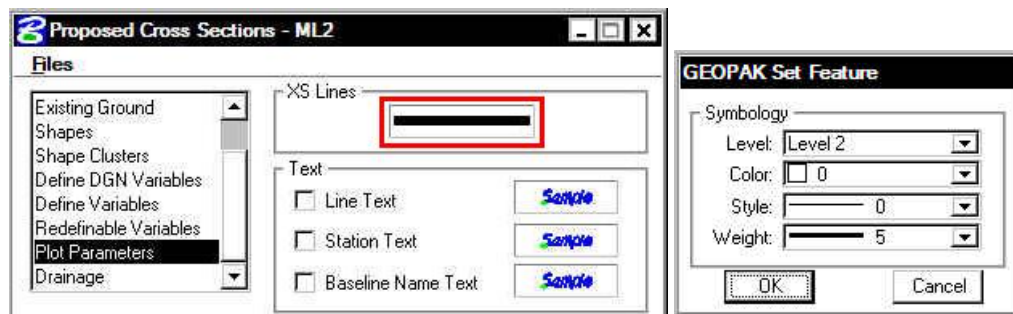 Proposed Cross Sections - ML2
Files
Existing Ground
Shapes
Shape Clusters
Define DGN Variables
Define Variables
Redefinable Variables
Plot Parameters
Drainage
XS Lines
Text
Line Text
Sample
Station Text
Sample
Baseline Name Text
Sample
GEOPAK Set Feature
Symbology
Level: Level 2
Color: 0
Style: 0
Weight: 5
OK
Cancel